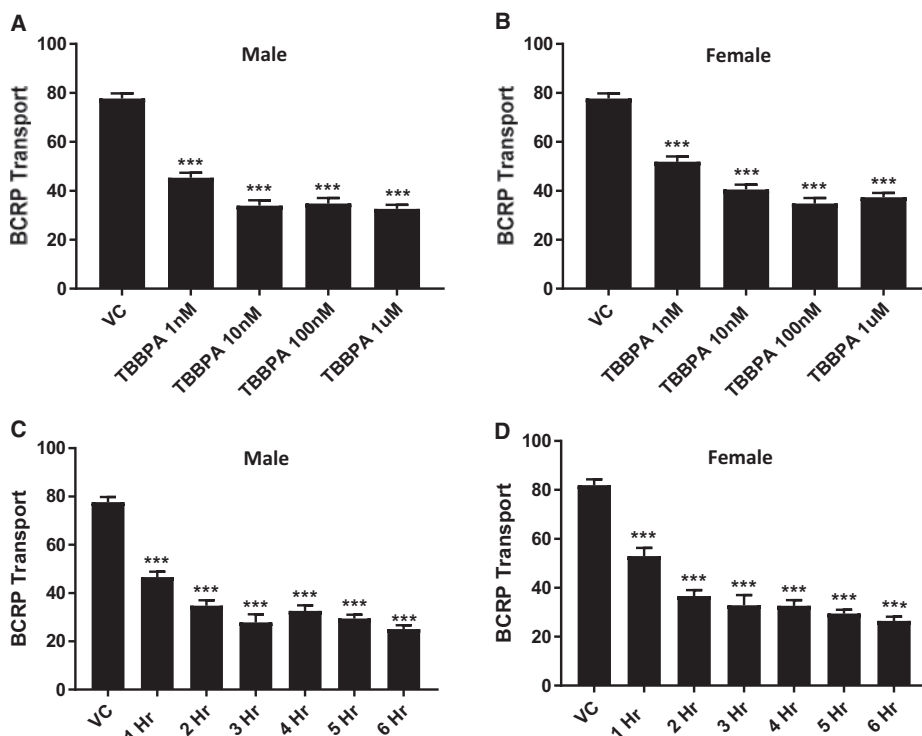 A
Male
BCRP Transport
100
80
60
40
20
0
***
***
***
***
VC
TBBPA 1nM
TBBPA 10nM
TBBPA 100nM
TBBPA 1uM
B
Female
BCRP Transport
100
80
60
40
20
0
***
***
***
***
VC
TBBPA 1nM
TBBPA 10nM
TBBPA 100nM
TBBPA 1uM
C
Male
BCRP Transport
100
80
60
40
20
0
***
***
***
***
***
***
VC
1 Hr
2 Hr
3 Hr
4 Hr
5 Hr
6 Hr
D
Female
BCRP Transport
100
80
60
40
20
0
***
***
***
***
***
***
VC
1 Hr
2 Hr
3 Hr
4 Hr
5 Hr
6 Hr